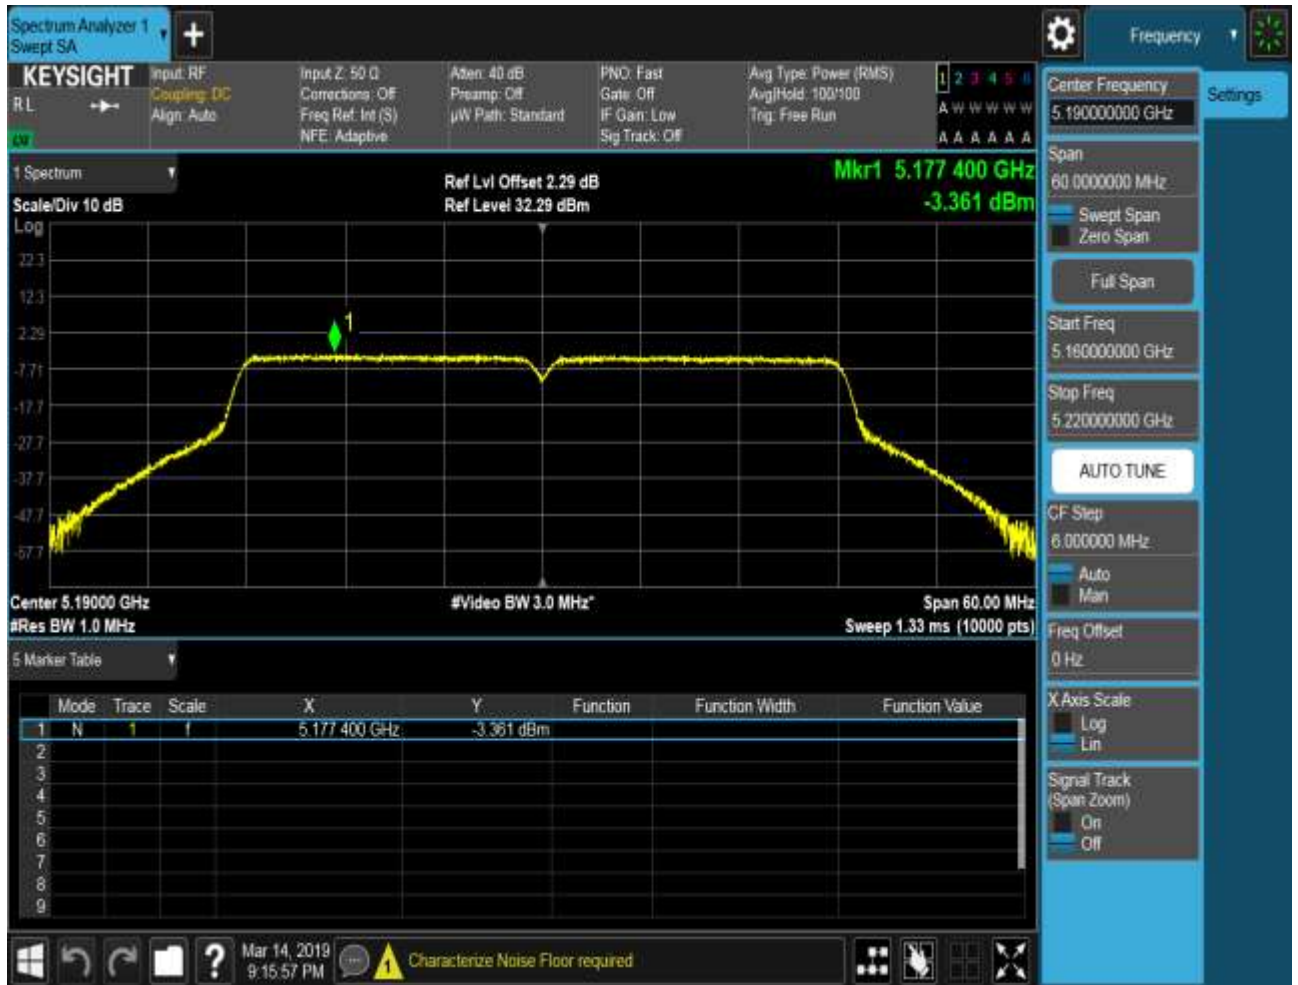 Spectrum Analyzer 1
Swept SA
+
Frequency
KEYSIGHT
RL
Input: RF
Coupling: DC
Align: Auto
Input Z: 50 Ω
Corrections: Off
Freq Ref: Int (S)
NFE: Adaptive
Atten: 40 dB
Preamp: Off
µW Path: Standard
PNO: Fast
Gate: Off
IF Gain: Low
Sig Track: Off
Avg Type: Power (RMS)
Avg|Hold: 100/100
Trig: Free Run
1 2 3 4 5 6
A W W W W W
A A A A A A
1 Spectrum
Scale/Div 10 dB
Ref Lvl Offset 2.29 dB
Ref Level 32.29 dBm
Mkr1 5.177 400 GHz
-3.361 dBm
Log
22.3
12.3
2.29
-7.71
-17.7
-27.7
-37.7
-47.7
-57.7
1
Center 5.19000 GHz
#Res BW 1.0 MHz
#Video BW 3.0 MHz*
Span 60.00 MHz
Sweep 1.33 ms (10000 pts)
5 Marker Table
Mode Trace Scale X Y Function Function Width Function Value
1 N 1 f 5.177 400 GHz -3.361 dBm
2
3
4
5
6
7
8
9
Mar 14, 2019
9:15:57 PM
?
1
Characterize Noise Floor required
Center Frequency
5.190000000 GHz
Settings
Span
60.0000000 MHz
Swept Span
Zero Span
Full Span
Start Freq
5.160000000 GHz
Stop Freq
5.220000000 GHz
AUTO TUNE
CF Step
6.000000 MHz
Auto
Man
Freq Offset
0 Hz
X Axis Scale
Log
Lin
Signal Track
(Span Zoom)
On
Off